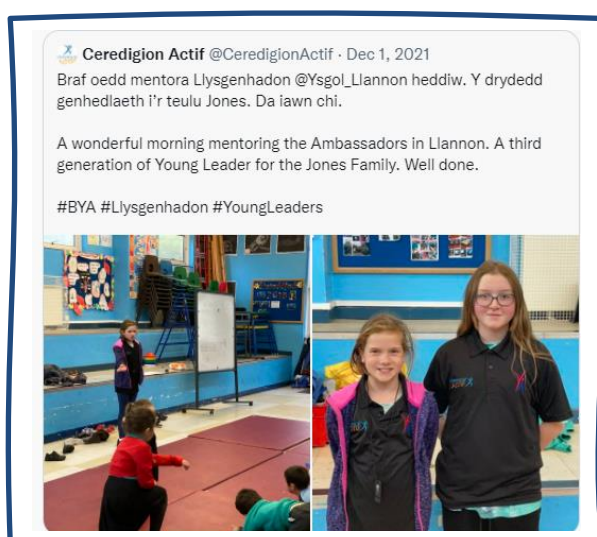 Ceredigion Actif @CeredigionActif · Dec 1, 2021
Braf oedd mentora Llysgenhadon @Ysgol_Llannon heddiw. Y drydedd
genhedlaeth i'r teulu Jones. Da iawn chi.
A wonderful morning mentoring the Ambassadors in Llannon. A third
generation of Young Leader for the Jones Family. Well done.
#BYA #Llysgenhadon #YoungLeaders